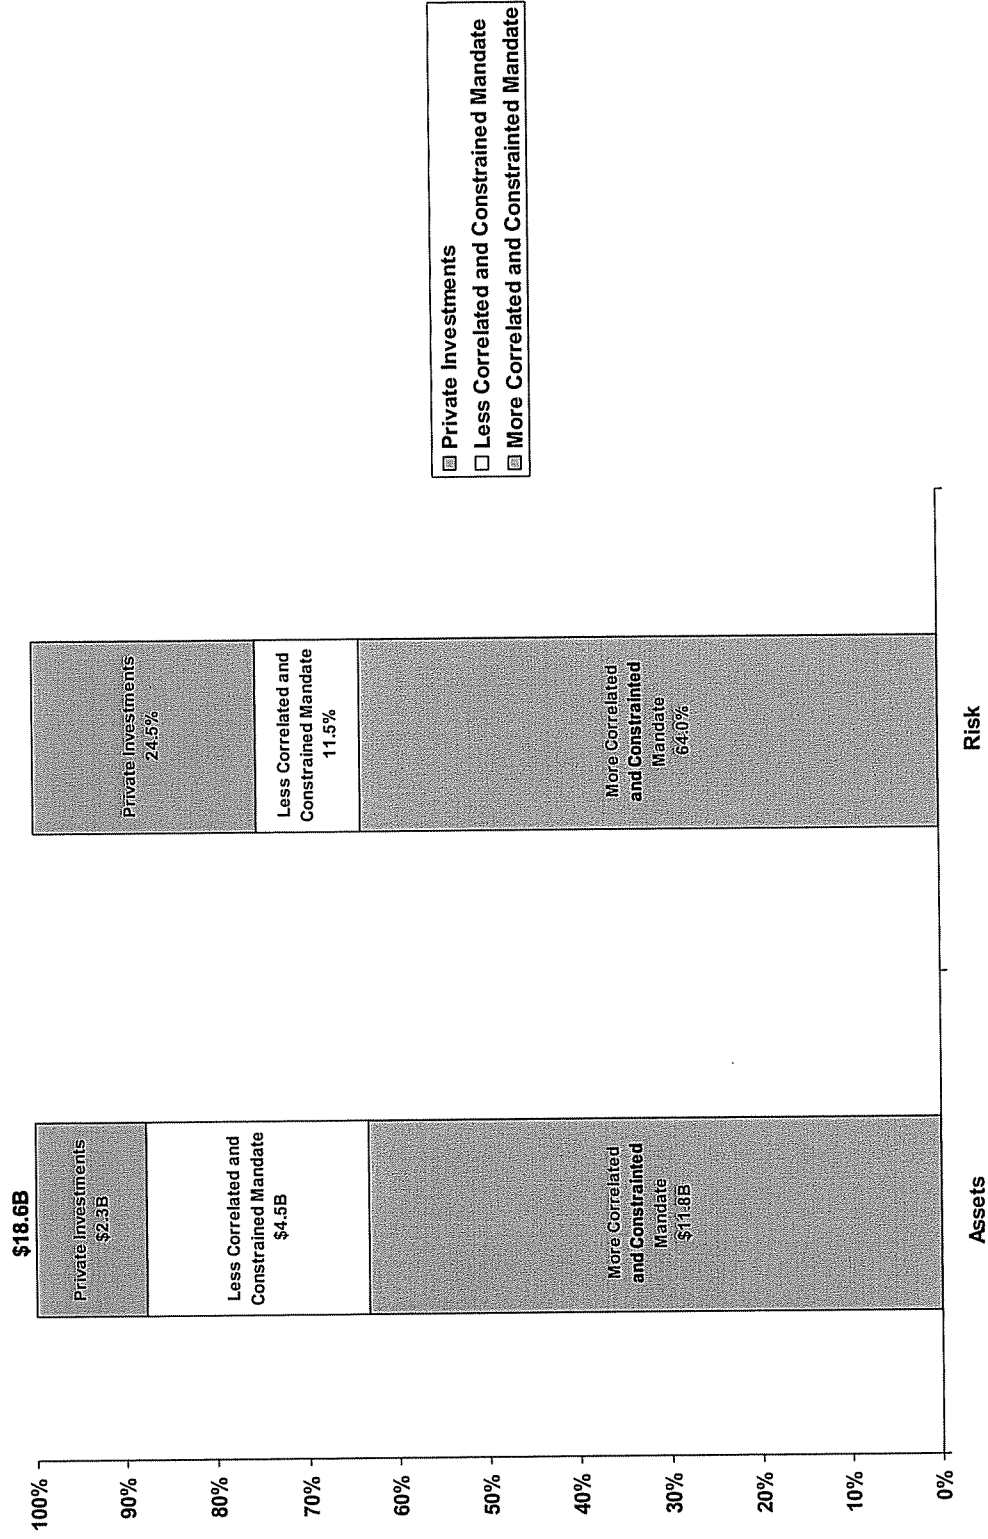 $18.6B
100%
90%
80%
70%
60%
50%
40%
30%
20%
10%
0%
Private Investments
$2.3B
Less Correlated and
Constrained Mandate
$4.5B
More Correlated
and Constrainted
Mandate
$11.8B
Assets
Private Investments
24.5%
Less Correlated and
Constrained Mandate
11.5%
More Correlated
and Constrainted
Mandate
64.0%
Risk
Private Investments
Less Correlated and Constrained Mandate
More Correlated and Constrainted Mandate